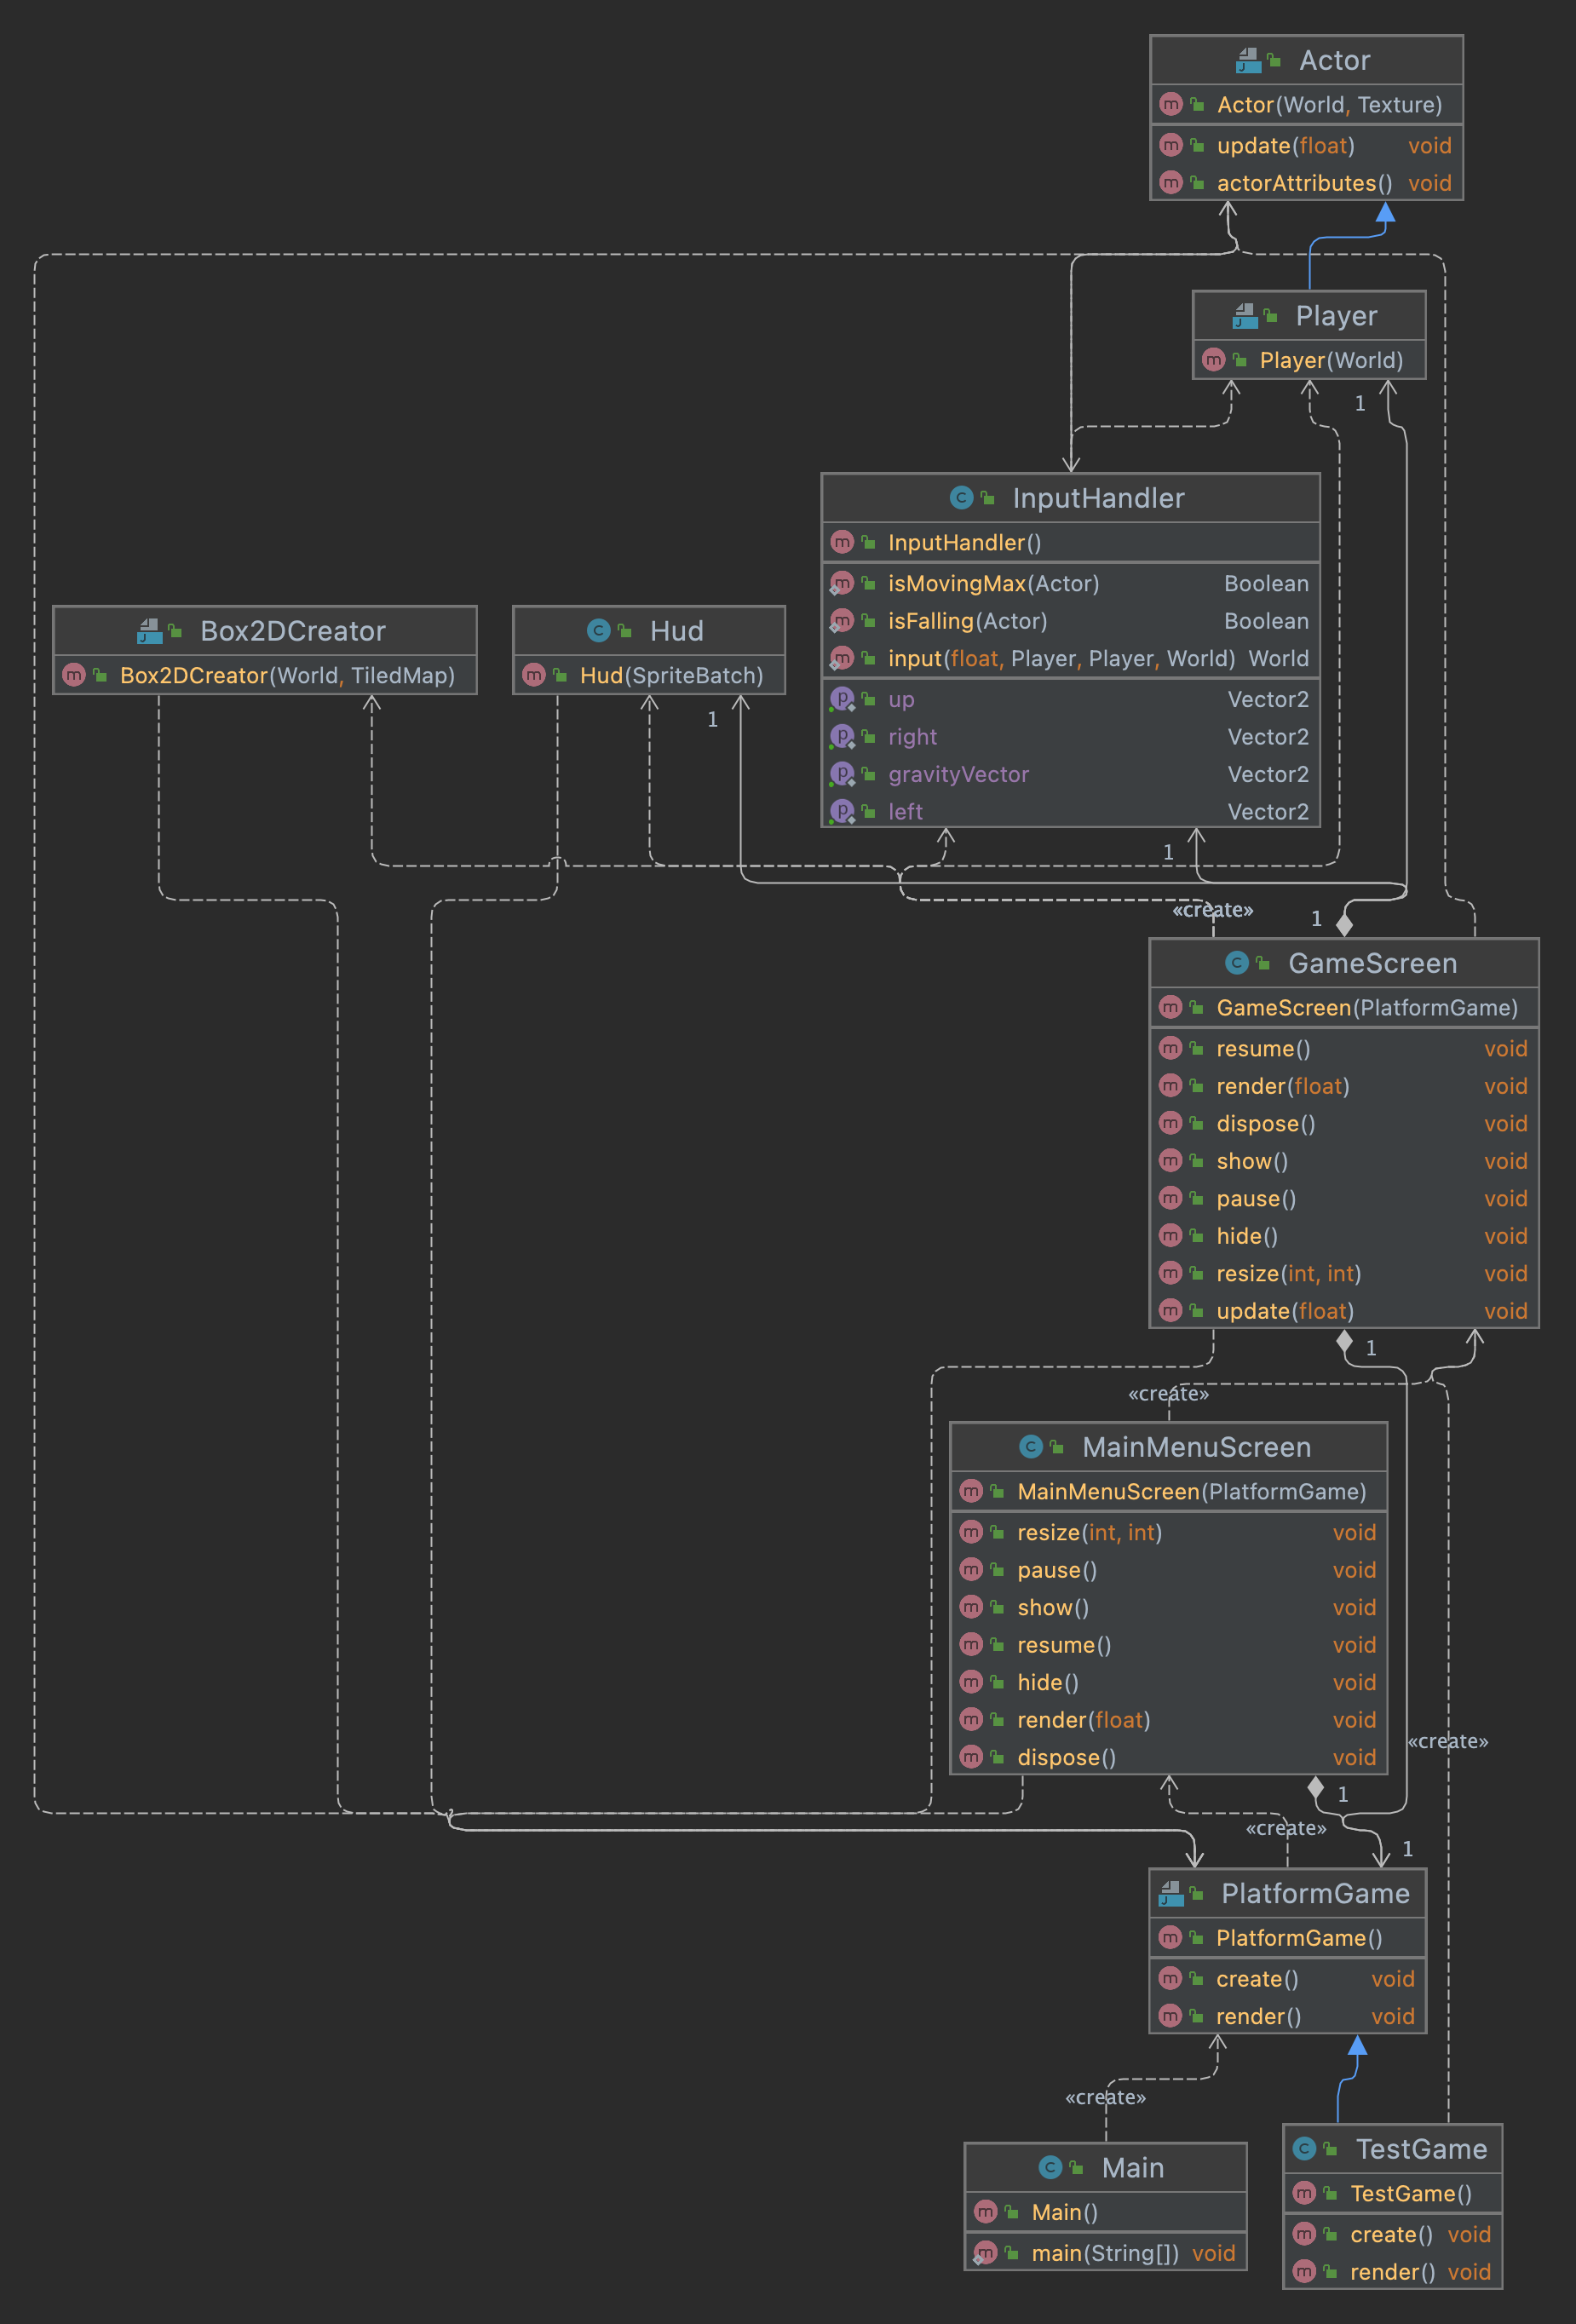 Actor
Actor(World, Texture)
update(float) void
actorAttributes() void
Player
Player(World)
1
InputHandler
InputHandler()
isMovingMax(Actor) Boolean
isFalling(Actor) Boolean
input(float, Player, Player, World) World
up Vector2
right Vector2
gravityVector Vector2
left Vector2
Box2DCreator
Box2DCreator(World, TiledMap)
Hud
Hud(SpriteBatch)
1
1
«create»
1
GameScreen
GameScreen(PlatformGame)
resume() void
render(float) void
dispose() void
show() void
pause() void
hide() void
resize(int, int) void
update(float) void
1
«create»
MainMenuScreen
MainMenuScreen(PlatformGame)
resize(int, int) void
pause() void
show() void
resume() void
hide() void
render(float) void
dispose() void
«create»
1
«create»
1
PlatformGame
PlatformGame()
create() void
render() void
«create»
Main
Main()
main(String[]) void
TestGame
TestGame()
create() void
render() void